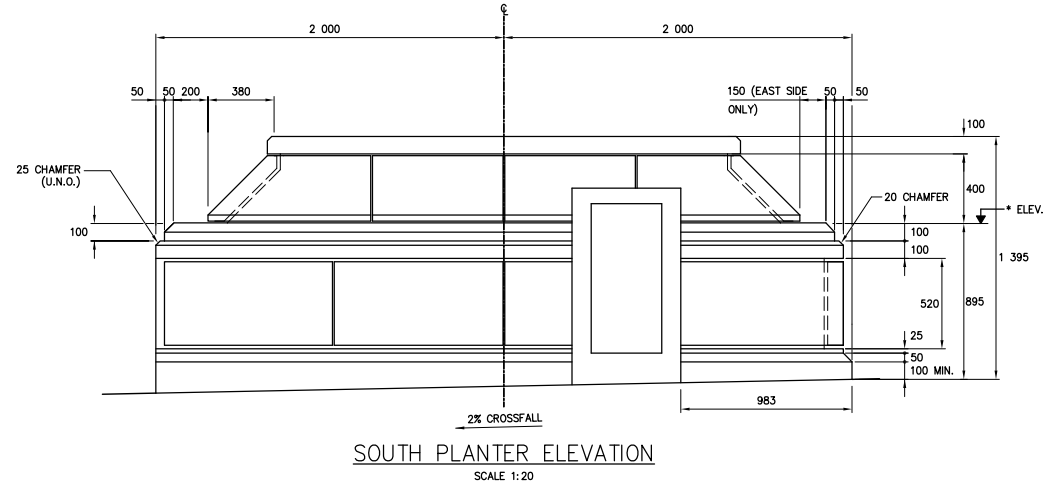 ℄
2 000
2 000
50
50
200
380
150 (EAST SIDE
ONLY)
50
50
100
25 CHAMFER
(U.N.O.)
400
20 CHAMFER
* ELEV.
100
100
100
1 395
520
895
25
50
100 MIN.
983
2% CROSSFALL
SOUTH PLANTER ELEVATION
SCALE 1:20